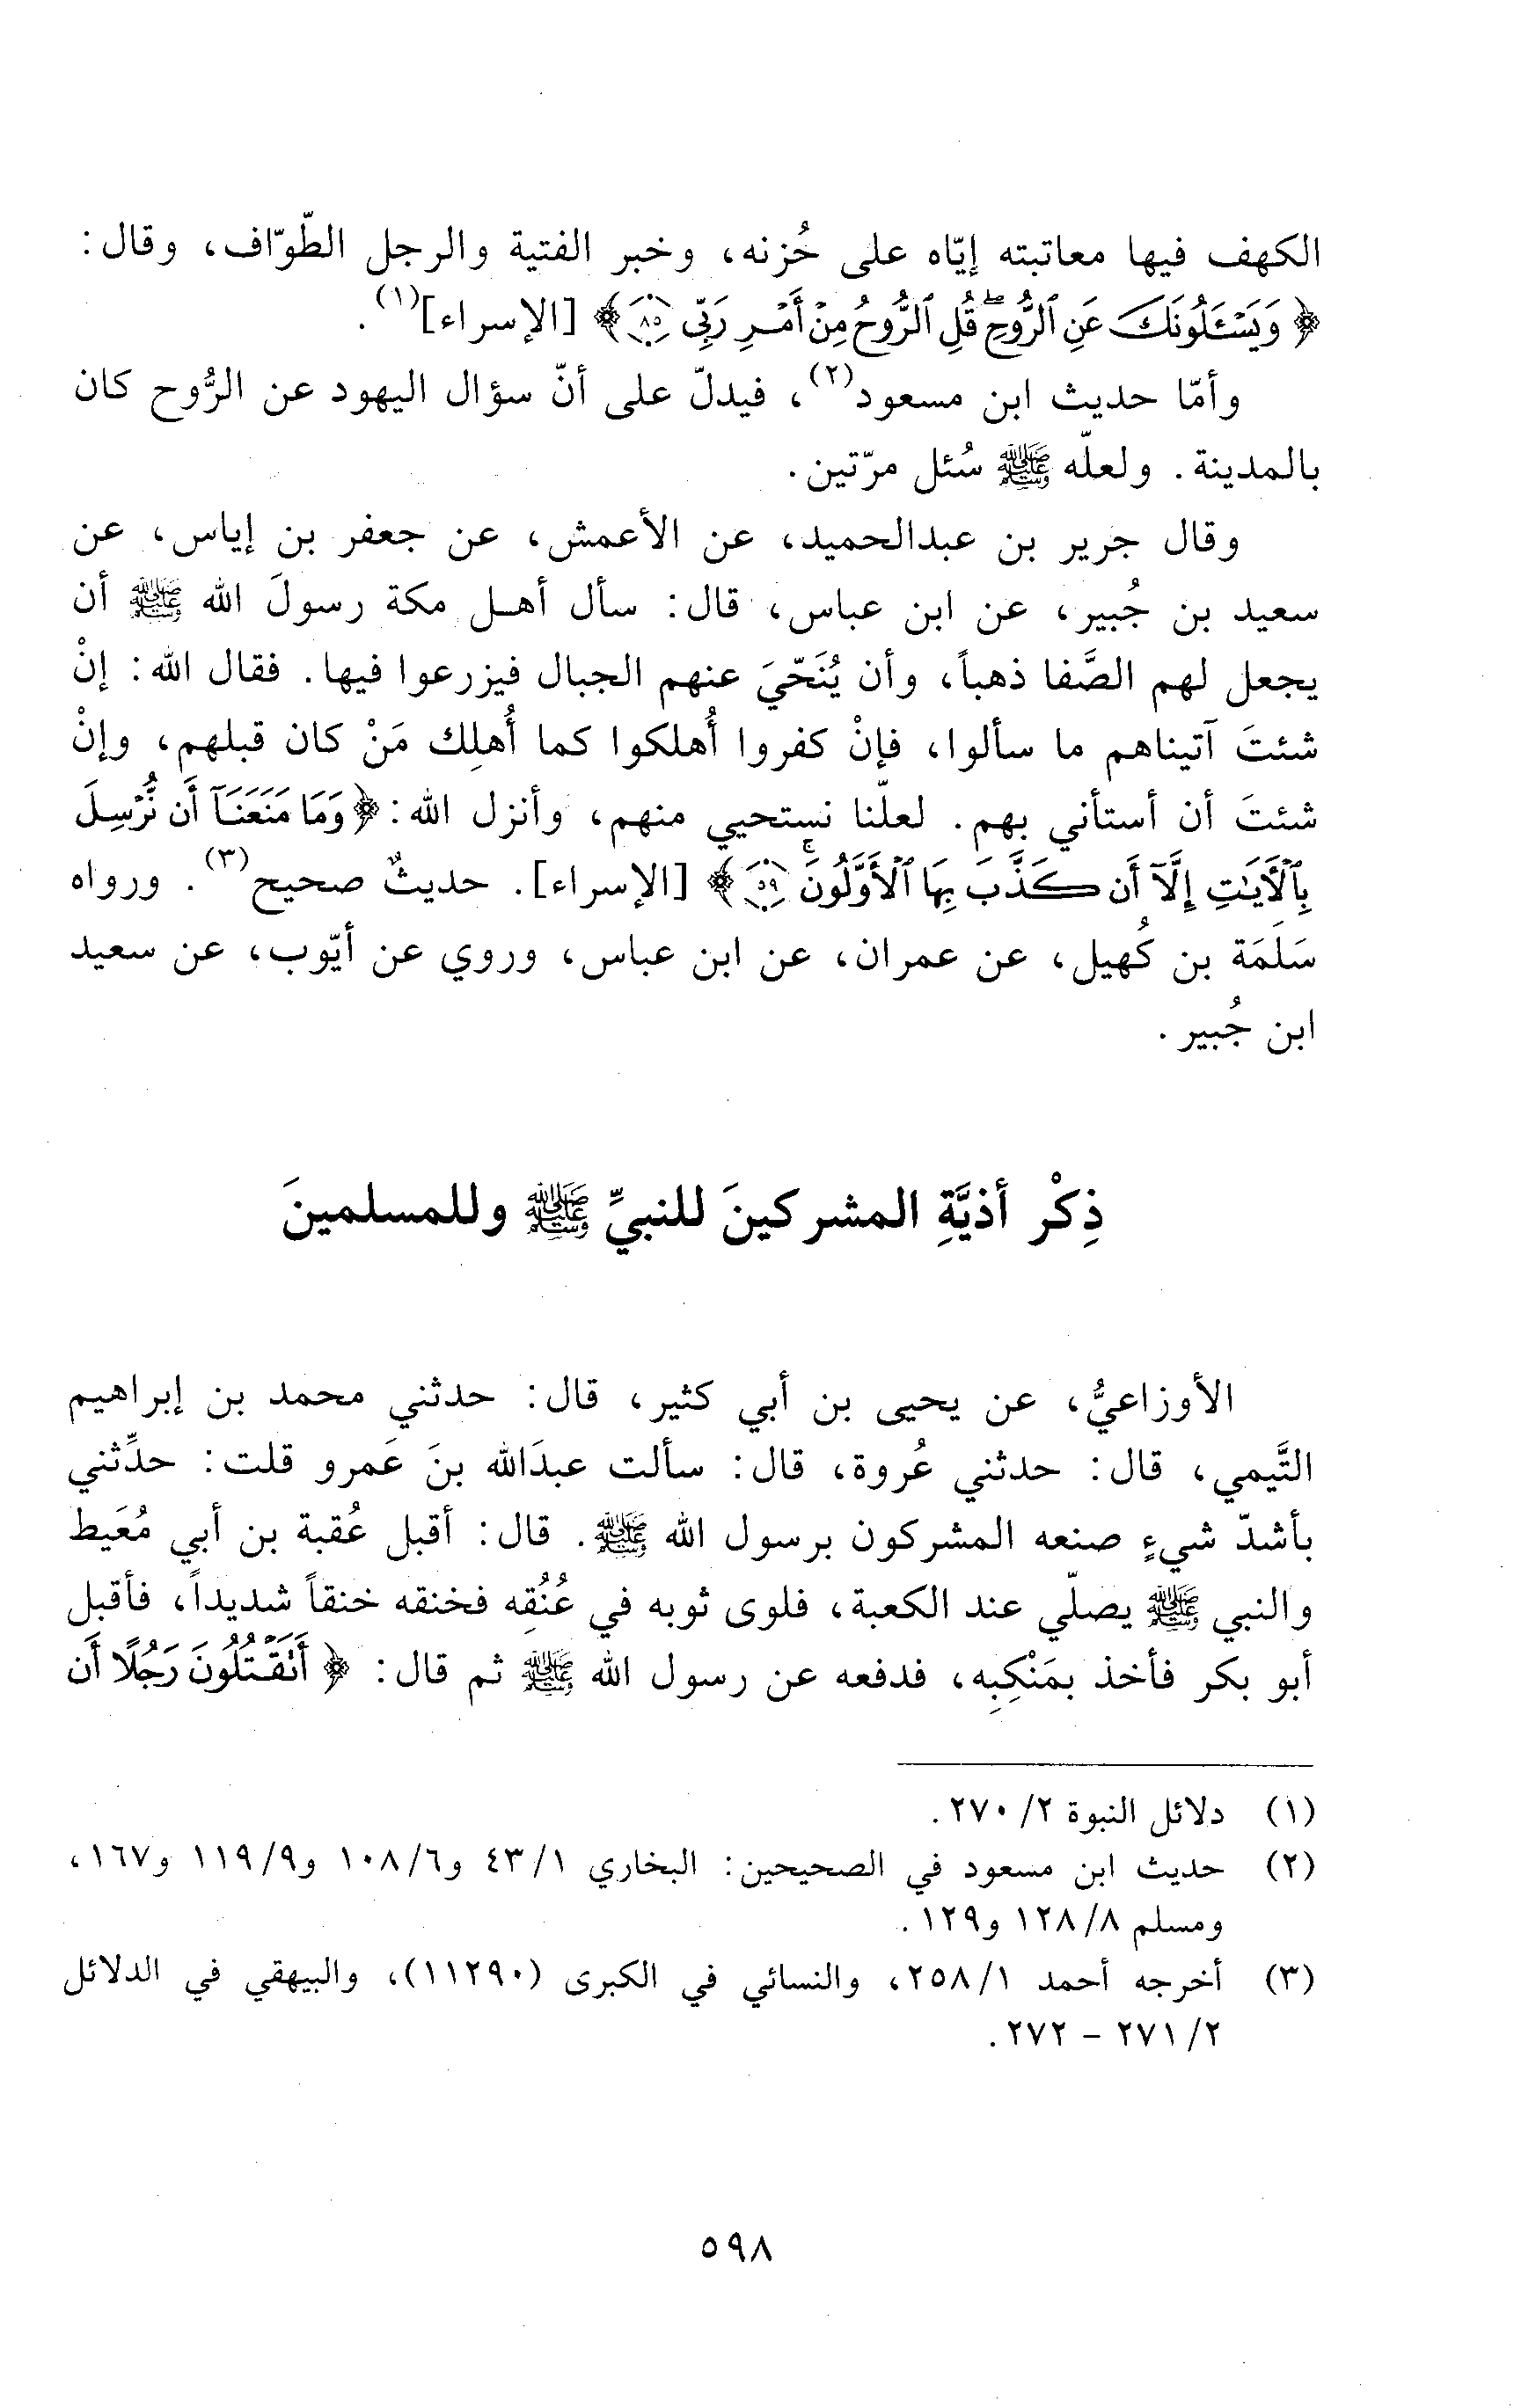 الكهف فيها معاتبته إيّاه على حُزنه، وخبر الفتية والرجل الطّوّاف، وقال:
﴿وَيَسْـَٔلُونَكَ عَنِ ٱلرُّوحِۖ قُلِ ٱلرُّوحُ مِنْ أَمْرِ رَبِّي ۝٨٥﴾ [الإسراء](١).
وأمّا حديث ابن مسعود(٢)، فيدلّ على أنّ سؤال اليهود عن الرُّوح كان
بالمدينة. ولعلّه ﷺ سُئل مرّتين.
وقال جرير بن عبدالحميد، عن الأعمش، عن جعفر بن إياس، عن
سعيد بن جُبير، عن ابن عباس، قال: سأل أهل مكة رسولَ الله ﷺ أن
يجعل لهم الصَّفا ذهباً، وأن يُنَحّيَ عنهم الجبال فيزرعوا فيها. فقال الله: إنْ
شئتَ آتيناهم ما سألوا، فإنْ كفروا أُهلكوا كما أُهلِك مَنْ كان قبلهم، وإنْ
شئتَ أن أستأني بهم. لعلّنا نستحيي منهم، وأنزل الله: ﴿وَمَا مَنَعَنَآ أَن نُّرْسِلَ
بِٱلْأَيَـٰتِ إِلَّآ أَن كَذَّبَ بِهَا ٱلْأَوَّلُونَۚ ۝٥٩﴾ [الإسراء]. حديثٌ صحيح(٣). ورواه
سَلَمَة بن كُهيل، عن عمران، عن ابن عباس، وروي عن أيّوب، عن سعيد
ابن جُبير.
ذِكْر أذيَّةِ المشركينَ للنبيِّ ﷺ وللمسلمينَ
الأوزاعيُّ، عن يحيى بن أبي كثير، قال: حدثني محمد بن إبراهيم
التَّيمي، قال: حدثني عُروة، قال: سألت عبدَالله بنَ عَمرو قلت: حدِّثني
بأشدّ شيءٍ صنعه المشركون برسول الله ﷺ. قال: أقبل عُقبة بن أبي مُعَيط
والنبي ﷺ يصلّي عند الكعبة، فلوى ثوبه في عُنُقِه فخنقه خنقاً شديداً، فأقبل
أبو بكر فأخذ بمَنْكِبِه، فدفعه عن رسول الله ﷺ ثم قال: ﴿أَتَقْتُلُونَ رَجُلًا أَن
(١) دلائل النبوة ٢/ ٢٧٠.
(٢) حديث ابن مسعود في الصحيحين: البخاري ١/ ٤٣ و٦/ ١٠٨ و٩/ ١١٩ و١٦٧،
ومسلم ٨/ ١٢٨ و١٢٩.
(٣) أخرجه أحمد ١/ ٢٥٨، والنسائي في الكبرى (١١٢٩٠)، والبيهقي في الدلائل
٢/ ٢٧١ - ٢٧٢.
٥٩٨